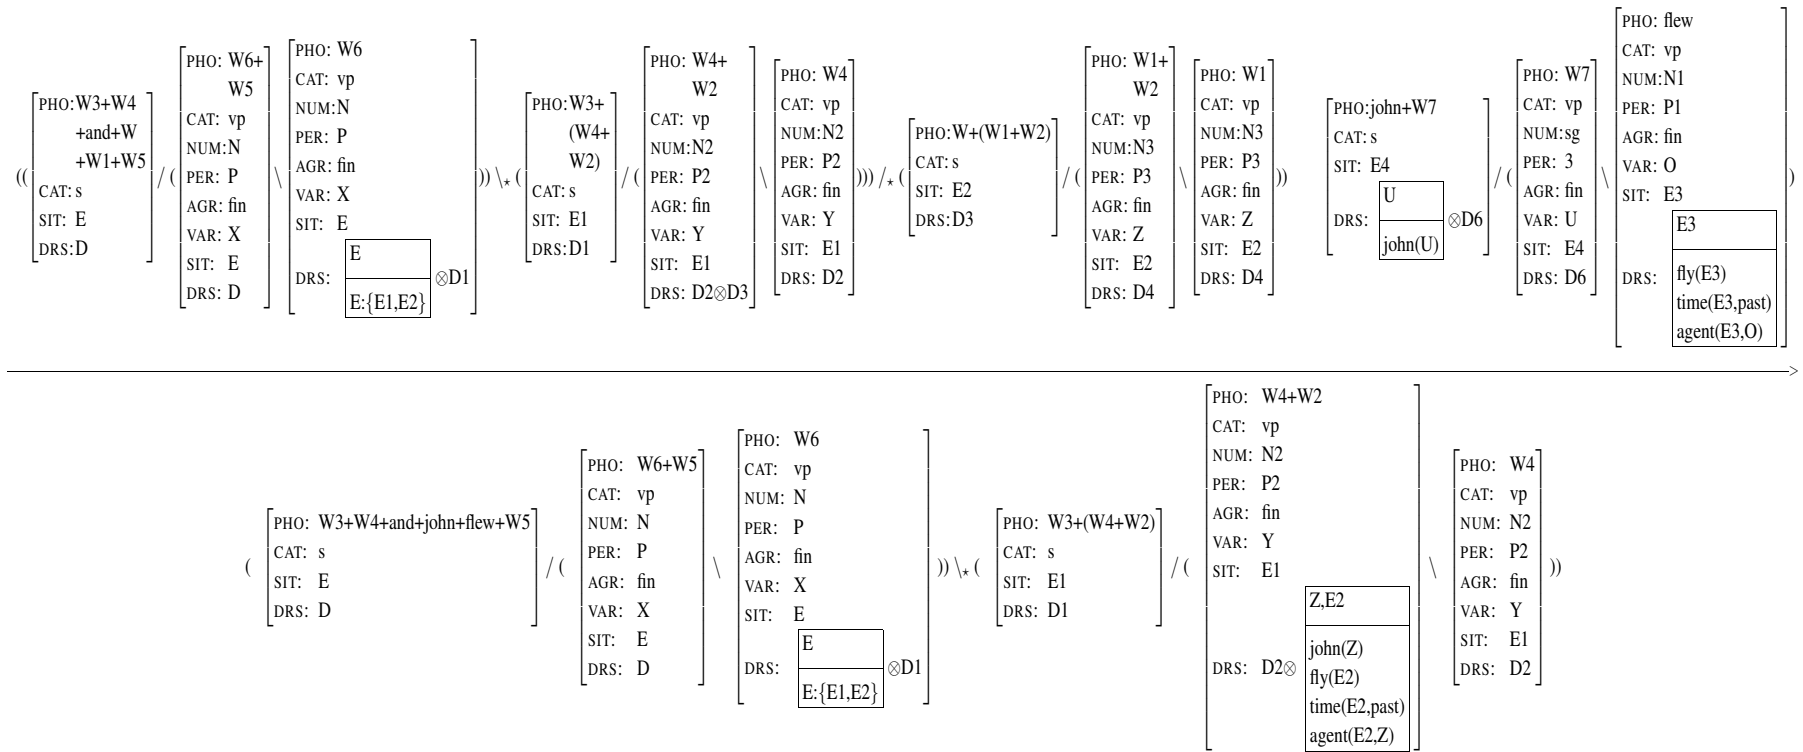 ((
PHO:W3+W4
+and+W
+W1+W5
CAT: s
SIT: E
DRS:D
/ (
PHO: W6+
W5
CAT: vp
NUM:N
PER: P
AGR: fin
VAR: X
SIT: E
DRS: D
\
PHO: W6
CAT: vp
NUM:N
PER: P
AGR: fin
VAR: X
SIT: E
DRS:
E
E:{E1,E2}
⊗D1
)) \⋆ (
PHO:W3+
(W4+
W2)
CAT: s
SIT: E1
DRS:D1
/ (
PHO: W4+
W2
CAT: vp
NUM:N2
PER: P2
AGR: fin
VAR: Y
SIT: E1
DRS: D2⊗D3
\
PHO: W4
CAT: vp
NUM:N2
PER: P2
AGR: fin
VAR: Y
SIT: E1
DRS: D2
))) /⋆ (
PHO:W+(W1+W2)
CAT: s
SIT: E2
DRS:D3
/ (
PHO: W1+
W2
CAT: vp
NUM:N3
PER: P3
AGR: fin
VAR: Z
SIT: E2
DRS: D4
\
PHO: W1
CAT: vp
NUM:N3
PER: P3
AGR: fin
VAR: Z
SIT: E2
DRS: D4
))
PHO:john+W7
CAT: s
SIT: E4
DRS:
U
john(U)
⊗D6
/ (
PHO: W7
CAT: vp
NUM:sg
PER: 3
AGR: fin
VAR: U
SIT: E4
DRS: D6
\
PHO: flew
CAT: vp
NUM:N1
PER: P1
AGR: fin
VAR: O
SIT: E3
DRS:
E3
fly(E3)
time(E3,past)
agent(E3,O)
)
>
(
PHO: W3+W4+and+john+flew+W5
CAT: s
SIT: E
DRS: D
/ (
PHO: W6+W5
CAT: vp
NUM: N
PER: P
AGR: fin
VAR: X
SIT: E
DRS: D
\
PHO: W6
CAT: vp
NUM: N
PER: P
AGR: fin
VAR: X
SIT: E
DRS:
E
E:{E1,E2}
⊗D1
)) \⋆ (
PHO: W3+(W4+W2)
CAT: s
SIT: E1
DRS: D1
/ (
PHO: W4+W2
CAT: vp
NUM: N2
PER: P2
AGR: fin
VAR: Y
SIT: E1
DRS: D2⊗
Z,E2
john(Z)
fly(E2)
time(E2,past)
agent(E2,Z)
\
PHO: W4
CAT: vp
NUM: N2
PER: P2
AGR: fin
VAR: Y
SIT: E1
DRS: D2
))